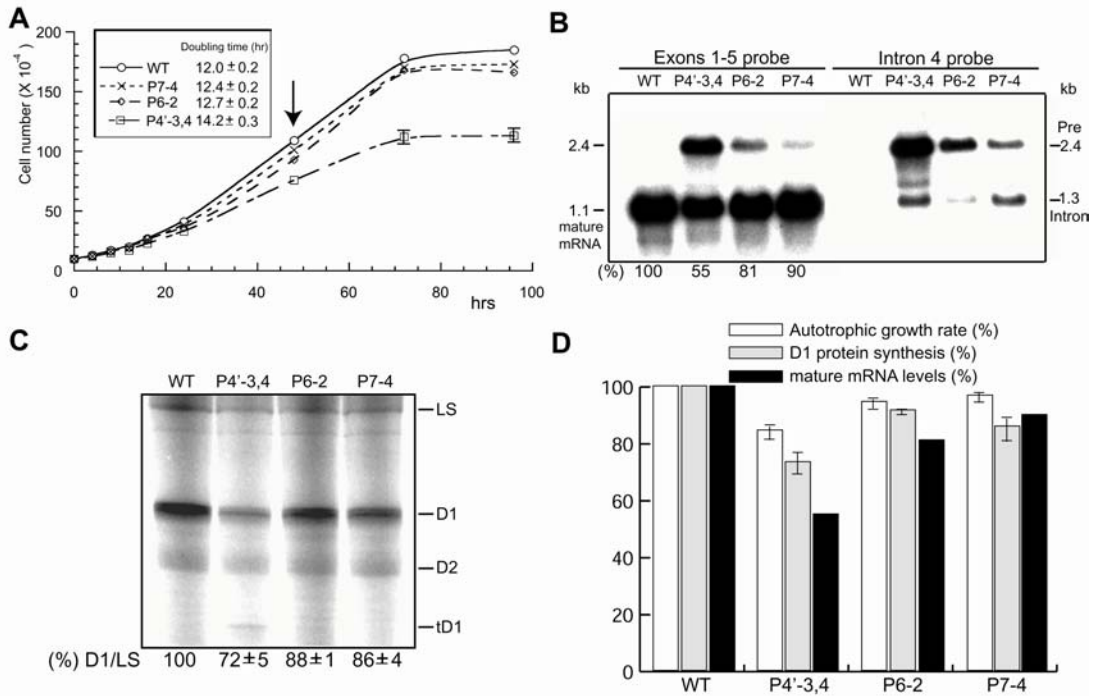 A
Cell number (X 10⁻⁴)
200
150
100
50
0
0 20 40 60 80 100
hrs
Doubling time (hr)
WT 12.0 ± 0.2
P7-4 12.4 ± 0.2
P6-2 12.7 ± 0.2
P4'-3,4 14.2 ± 0.3
B
Exons 1-5 probe Intron 4 probe
kb WT P4'-3,4 P6-2 P7-4 WT P4'-3,4 P6-2 P7-4 kb
2.4
1.1
mature
mRNA
Pre
2.4
1.3
Intron
(%) 100 55 81 90
C
WT P4'-3,4 P6-2 P7-4
LS
D1
D2
tD1
(%) D1/LS 100 72±5 88±1 86±4
D
Autotrophic growth rate (%)
D1 protein synthesis (%)
mature mRNA levels (%)
100
80
60
40
20
0
WT P4'-3,4 P6-2 P7-4